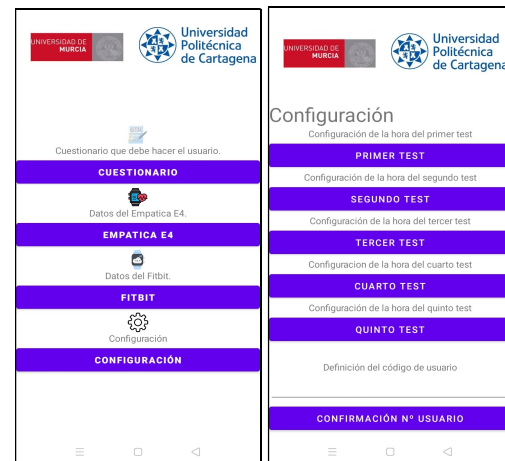 UNIVERSIDAD DE
MURCIA
Universidad
Politécnica
de Cartagena
Cuestionario que debe hacer el usuario.
CUESTIONARIO
Datos del Empatica E4.
EMPATICA E4
Datos del Fitbit.
FITBIT
Configuración
CONFIGURACIÓN
UNIVERSIDAD DE
MURCIA
Universidad
Politécnica
de Cartagena
Configuración
Configuración de la hora del primer test
PRIMER TEST
Configuración de la hora del segundo test
SEGUNDO TEST
Configuración de la hora del tercer test
TERCER TEST
Configuracion de la hora del cuarto test
CUARTO TEST
Configuración de la hora del quinto test
QUINTO TEST
Definición del código de usuario
CONFIRMACIÓN Nº USUARIO